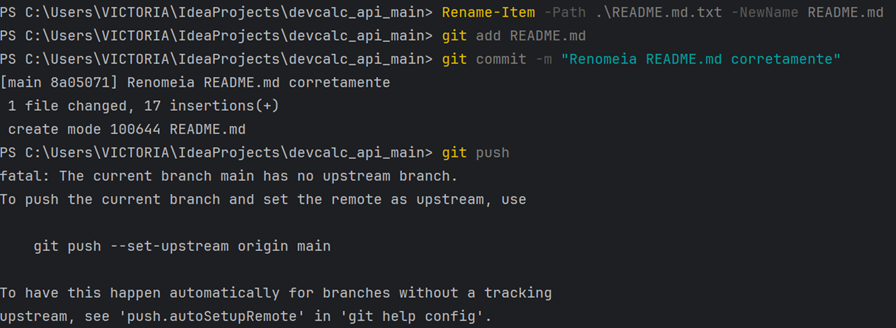 PS C:\Users\VICTORIA\IdeaProjects\devcalc_api_main> Rename-Item -Path .\README.md.txt -NewName README.md
PS C:\Users\VICTORIA\IdeaProjects\devcalc_api_main> git add README.md
PS C:\Users\VICTORIA\IdeaProjects\devcalc_api_main> git commit -m "Renomeia README.md corretamente"
[main 8a05071] Renomeia README.md corretamente
 1 file changed, 17 insertions(+)
 create mode 100644 README.md
PS C:\Users\VICTORIA\IdeaProjects\devcalc_api_main> git push
fatal: The current branch main has no upstream branch.
To push the current branch and set the remote as upstream, use
    git push --set-upstream origin main
To have this happen automatically for branches without a tracking
upstream, see 'push.autoSetupRemote' in 'git help config'.